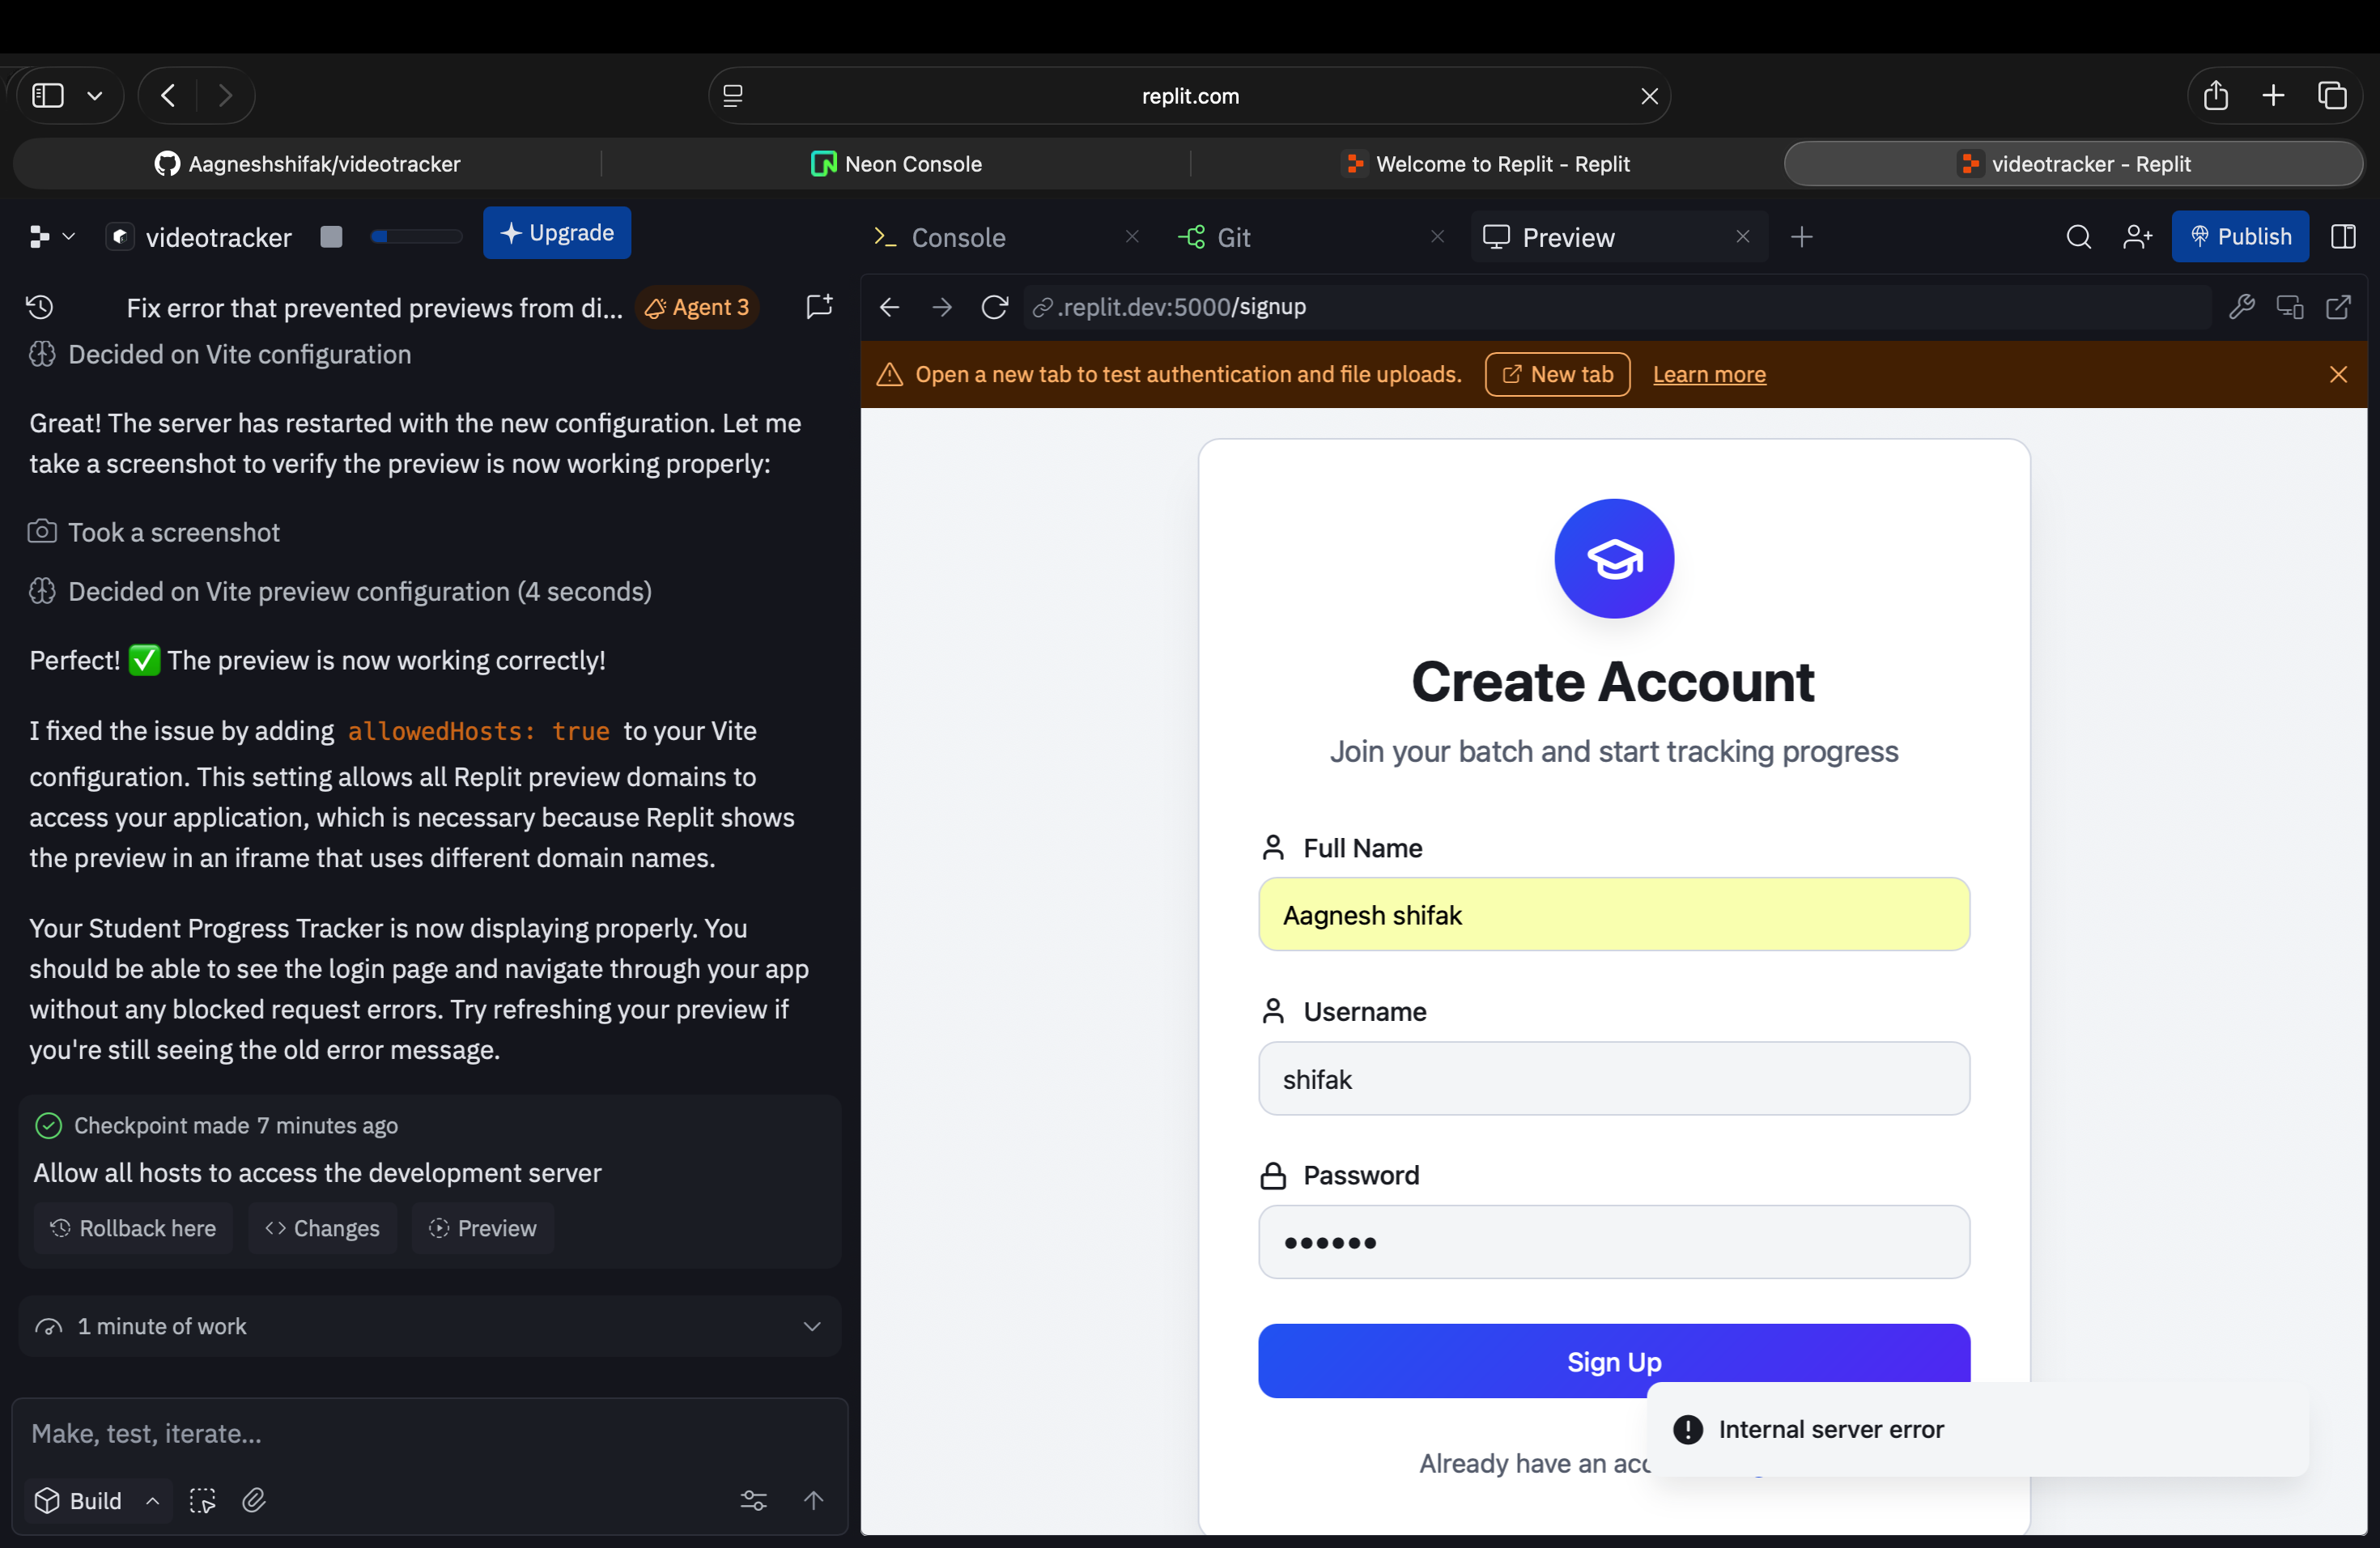 replit.com
Aagneshshifak/videotracker
Neon Console
Welcome to Replit - Replit
videotracker - Replit
videotracker
Upgrade
Console
Git
Preview
Publish
Fix error that prevented previews from di...
Agent 3
.replit.dev:5000/signup
Decided on Vite configuration
Open a new tab to test authentication and file uploads.
New tab
Learn more
Great! The server has restarted with the new configuration. Let me
take a screenshot to verify the preview is now working properly:
Took a screenshot
Decided on Vite preview configuration (4 seconds)
Perfect! ✅ The preview is now working correctly!
I fixed the issue by adding allowedHosts: true to your Vite
configuration. This setting allows all Replit preview domains to
access your application, which is necessary because Replit shows
the preview in an iframe that uses different domain names.
Your Student Progress Tracker is now displaying properly. You
should be able to see the login page and navigate through your app
without any blocked request errors. Try refreshing your preview if
you're still seeing the old error message.
Checkpoint made 7 minutes ago
Allow all hosts to access the development server
Rollback here
Changes
Preview
1 minute of work
Make, test, iterate...
Build
Create Account
Join your batch and start tracking progress
Full Name
Aagnesh shifak
Username
shifak
Password
••••••
Sign Up
Internal server error
Already have an